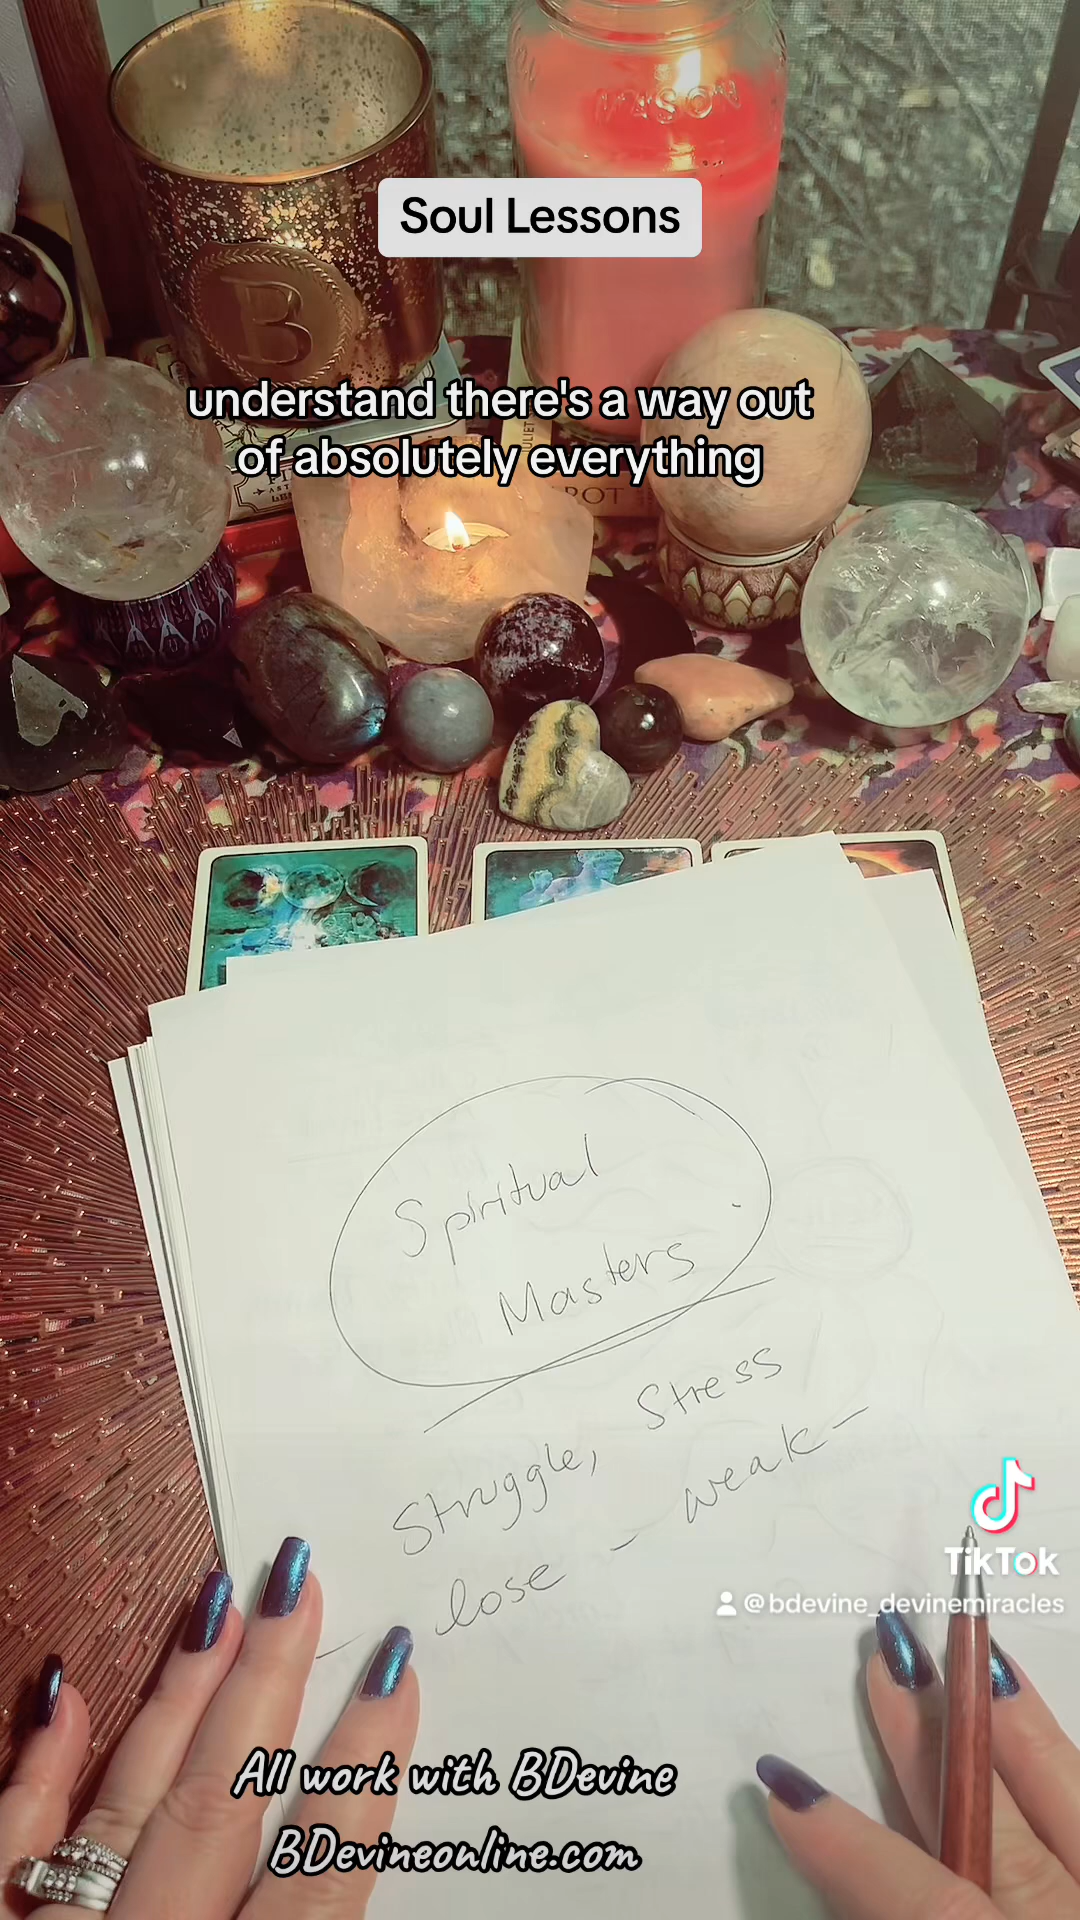 MASON
Soul Lessons
B
understand there's a way out
of absolutely everything
Spiritual
Masters
Struggle, Stress
lose - weak -
TikTok
@bdevine_devinemiracles
All work with BDevine
BDevineonline.com